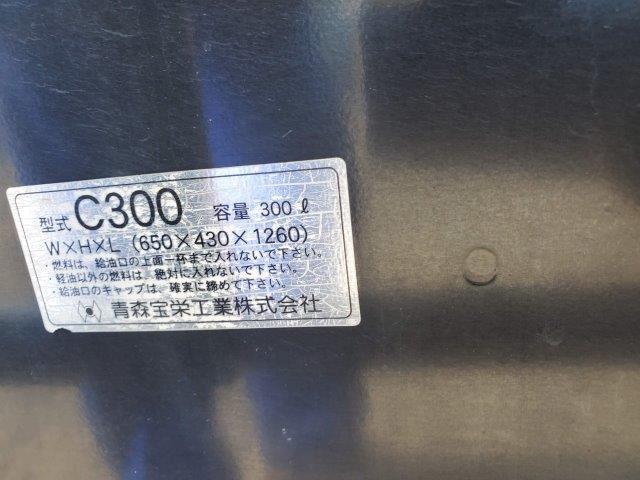 型式 C300 容量 300ℓ
W×H×L (650×430×1260)
・燃料は、給油口の上面一杯まで入れないで下さい。
・軽油以外の燃料は、絶対に入れないで下さい。
・給油口のキャップは、確実に締めて下さい。
青森宝栄工業株式会社